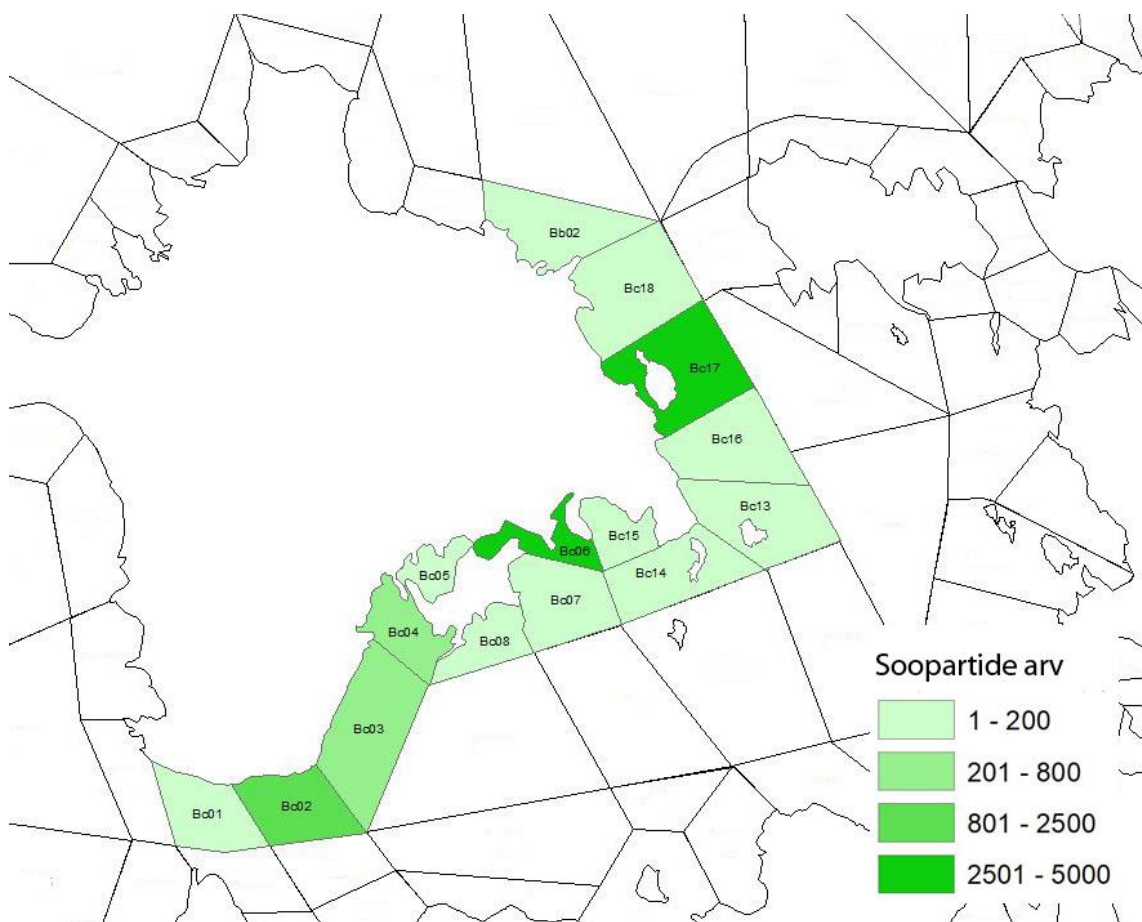 Bb02
Bc18
Bc17
Bc16
Bc13
Bc15
Bc06
Bc14
Bc05
Bc07
Bc04
Bc08
Bc03
Bc02
Bc01
Soopartide arv
1 - 200
201 - 800
801 - 2500
2501 - 5000